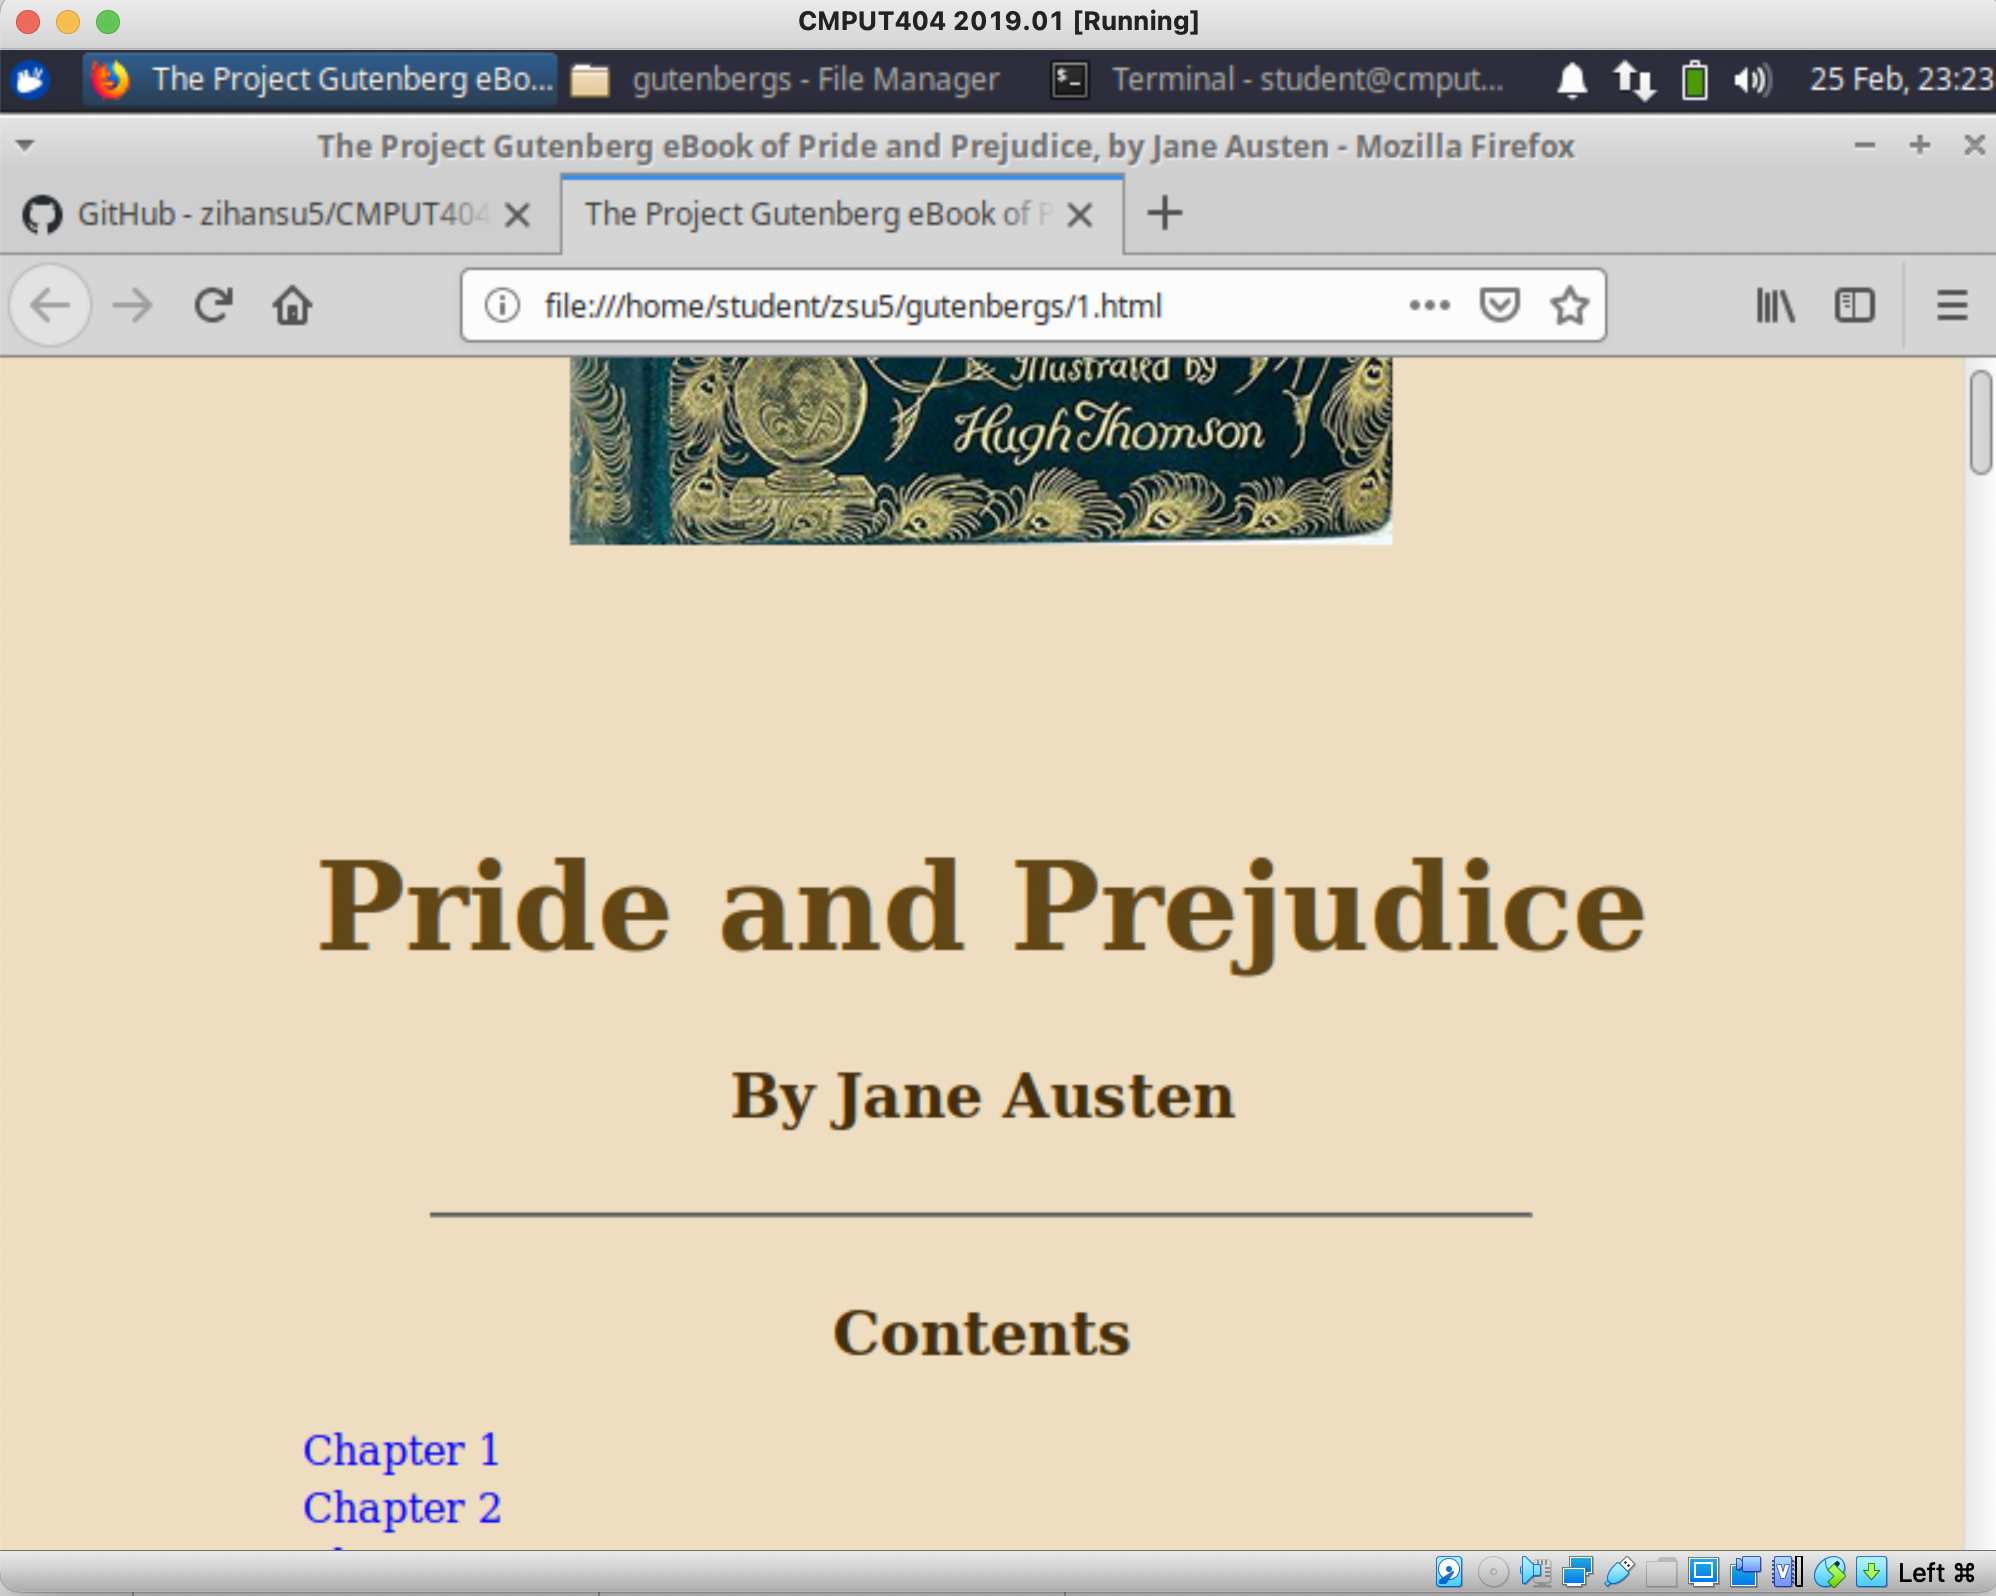 CMPUT404 2019.01 [Running]
The Project Gutenberg eBo... gutenbergs - File Manager Terminal - student@cmput... 25 Feb, 23:23
The Project Gutenberg eBook of Pride and Prejudice, by Jane Austen - Mozilla Firefox
GitHub - zihansu5/CMPUT404 The Project Gutenberg eBook of P
file:///home/student/zsu5/gutenbergs/1.html
& Illustrated by
Hugh Thomson
Pride and Prejudice
By Jane Austen
Contents
Chapter 1
Chapter 2
Left ⌘